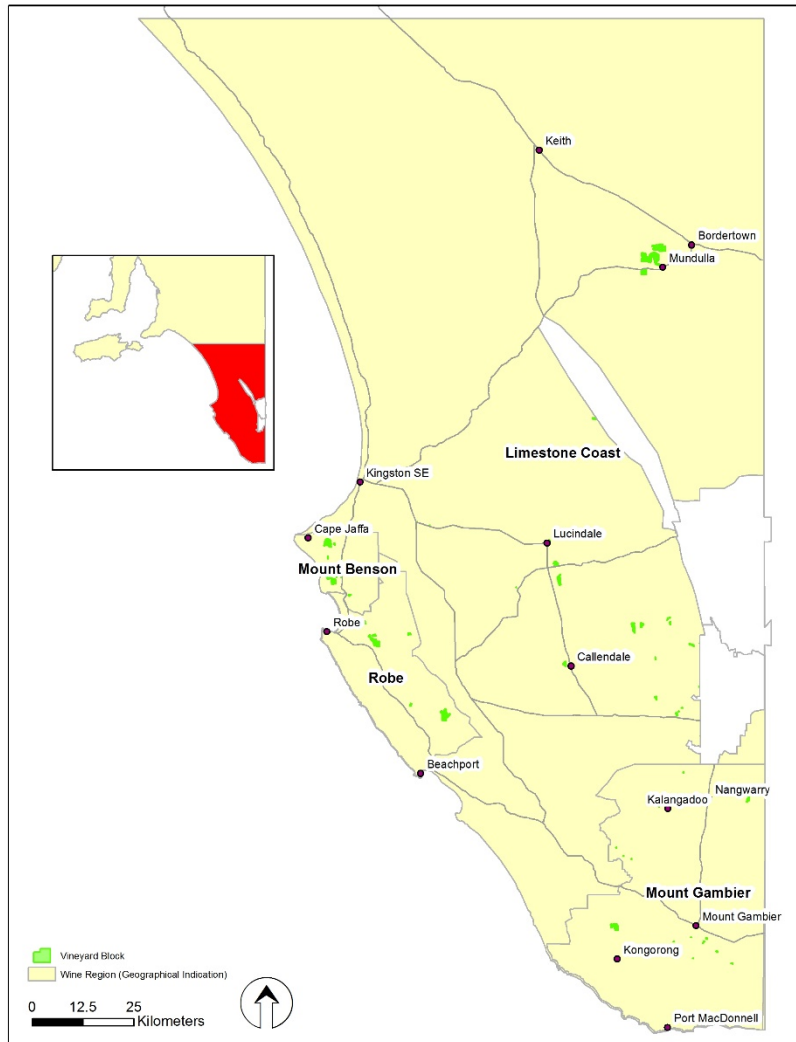 Keith
Bordertown
Mundulla
Limestone Coast
Kingston SE
Cape Jaffa
Lucindale
Mount Benson
Robe
Callendale
Robe
Beachport
Nangwarry
Kalangadoo
Mount Gambier
Mount Gambier
Kongorong
Port MacDonnell
Vineyard Block
Wine Region (Geographical Indication)
0 12.5 25
Kilometers